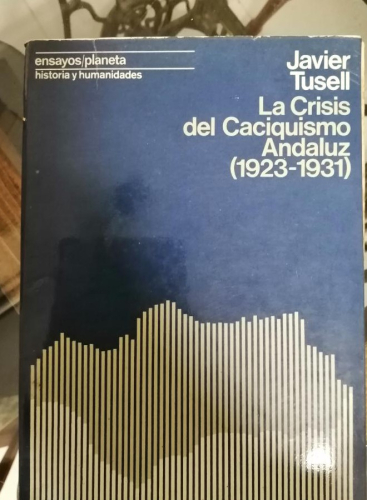 ensayos/planeta
historia y humanidades
Javier
Tusell
La Crisis
del Caciquismo
Andaluz
(1923-1931)